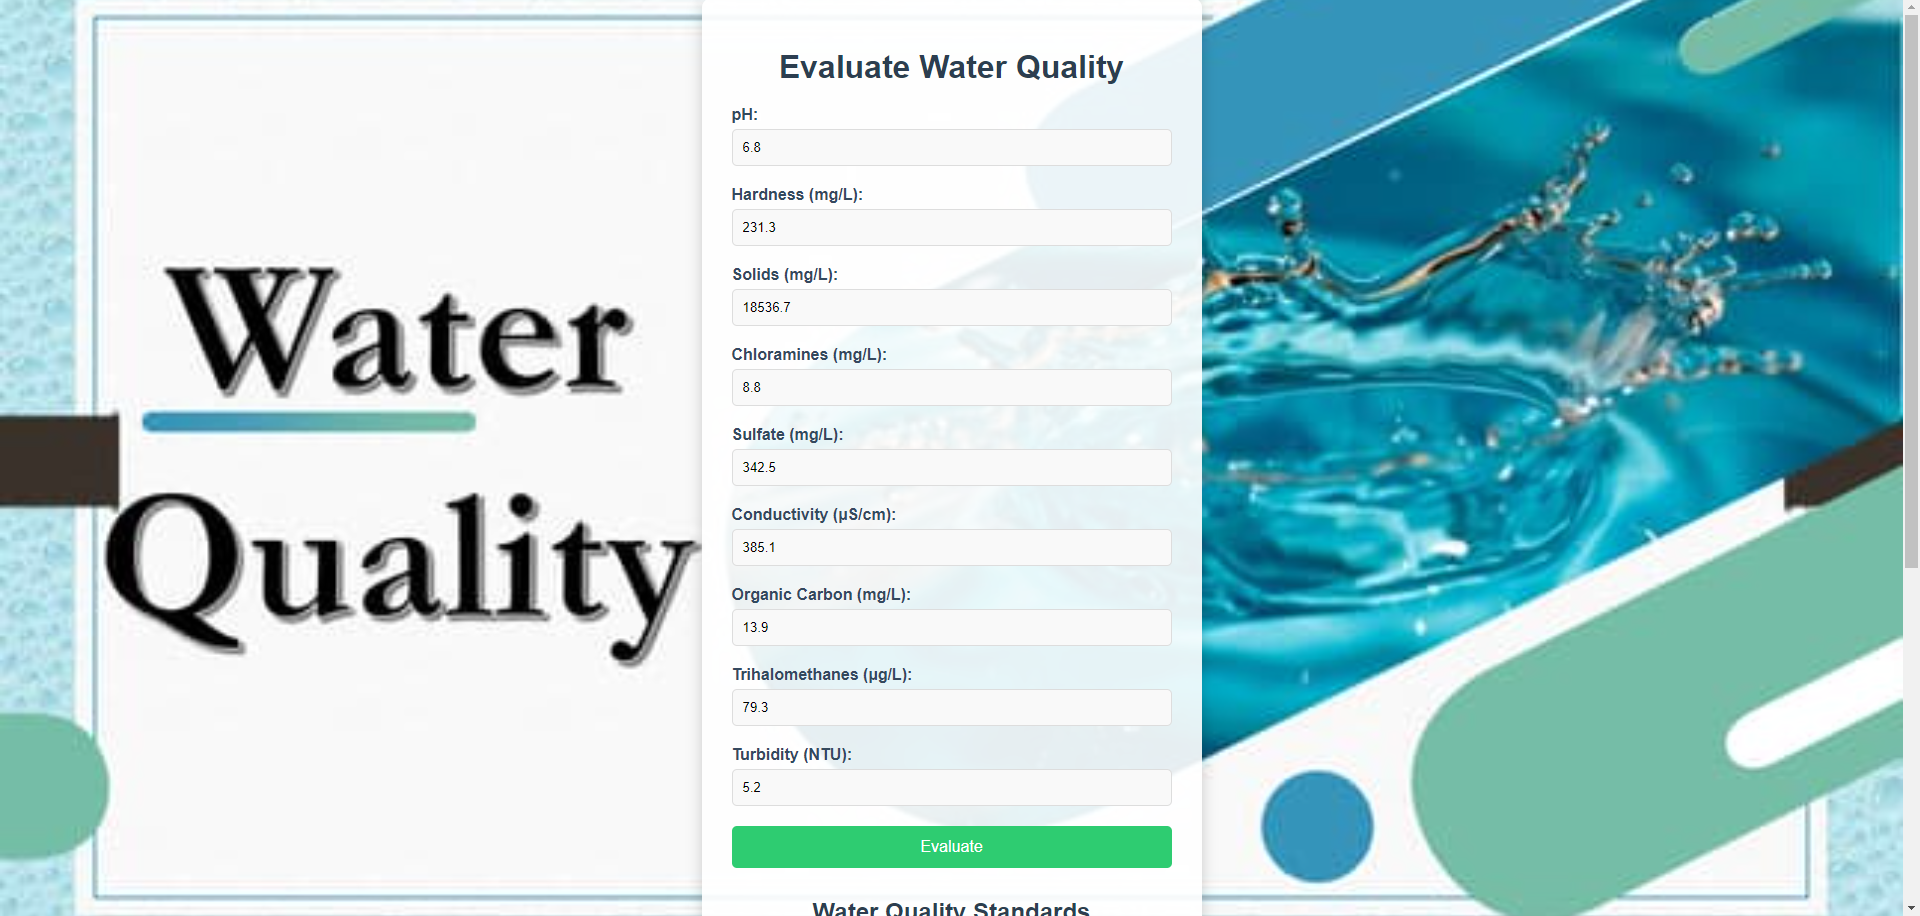 Water
Quality
Evaluate Water Quality
pH:
6.8
Hardness (mg/L):
231.3
Solids (mg/L):
18536.7
Chloramines (mg/L):
8.8
Sulfate (mg/L):
342.5
Conductivity (μS/cm):
385.1
Organic Carbon (mg/L):
13.9
Trihalomethanes (μg/L):
79.3
Turbidity (NTU):
5.2
Evaluate
Water Quality Standards